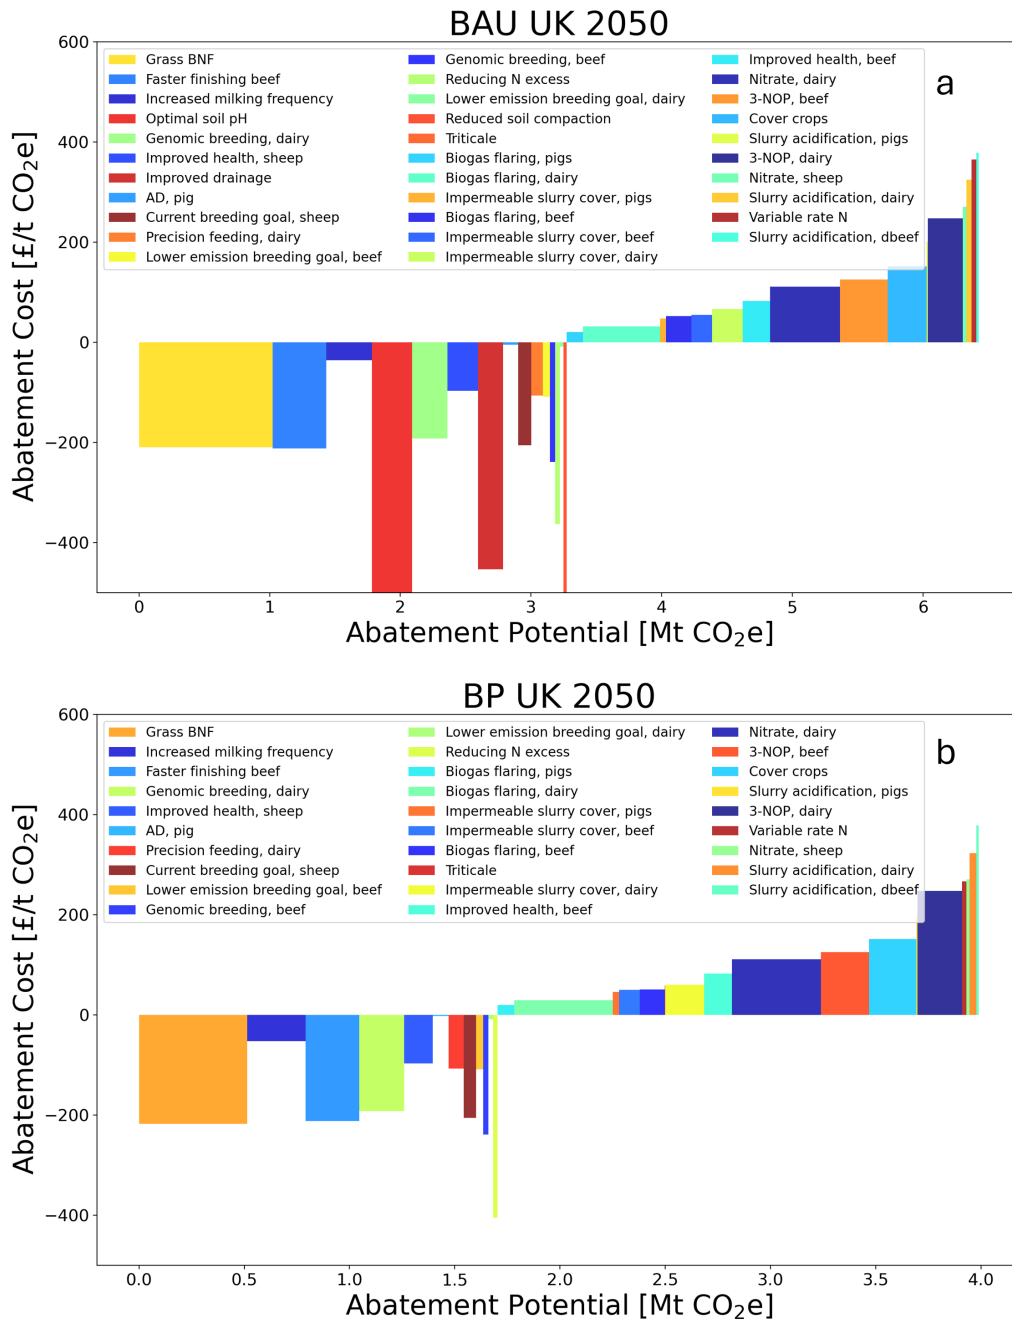 BAU UK 2050
a
600
400
200
0
−200
−400
Abatement Cost [£/t CO₂e]
Grass BNF
Faster finishing beef
Increased milking frequency
Optimal soil pH
Genomic breeding, dairy
Improved health, sheep
Improved drainage
AD, pig
Current breeding goal, sheep
Precision feeding, dairy
Lower emission breeding goal, beef
Genomic breeding, beef
Reducing N excess
Lower emission breeding goal, dairy
Reduced soil compaction
Triticale
Biogas flaring, pigs
Biogas flaring, dairy
Impermeable slurry cover, pigs
Biogas flaring, beef
Impermeable slurry cover, beef
Impermeable slurry cover, dairy
Improved health, beef
Nitrate, dairy
3-NOP, beef
Cover crops
Slurry acidification, pigs
3-NOP, dairy
Nitrate, sheep
Slurry acidification, dairy
Variable rate N
Slurry acidification, dbeef
0 1 2 3 4 5 6
Abatement Potential [Mt CO₂e]
BP UK 2050
b
600
400
200
0
−200
−400
Abatement Cost [£/t CO₂e]
Grass BNF
Increased milking frequency
Faster finishing beef
Genomic breeding, dairy
Improved health, sheep
AD, pig
Precision feeding, dairy
Current breeding goal, sheep
Lower emission breeding goal, beef
Genomic breeding, beef
Lower emission breeding goal, dairy
Reducing N excess
Biogas flaring, pigs
Biogas flaring, dairy
Impermeable slurry cover, pigs
Impermeable slurry cover, beef
Biogas flaring, beef
Triticale
Impermeable slurry cover, dairy
Improved health, beef
Nitrate, dairy
3-NOP, beef
Cover crops
Slurry acidification, pigs
3-NOP, dairy
Variable rate N
Nitrate, sheep
Slurry acidification, dairy
Slurry acidification, dbeef
0.0 0.5 1.0 1.5 2.0 2.5 3.0 3.5 4.0
Abatement Potential [Mt CO₂e]